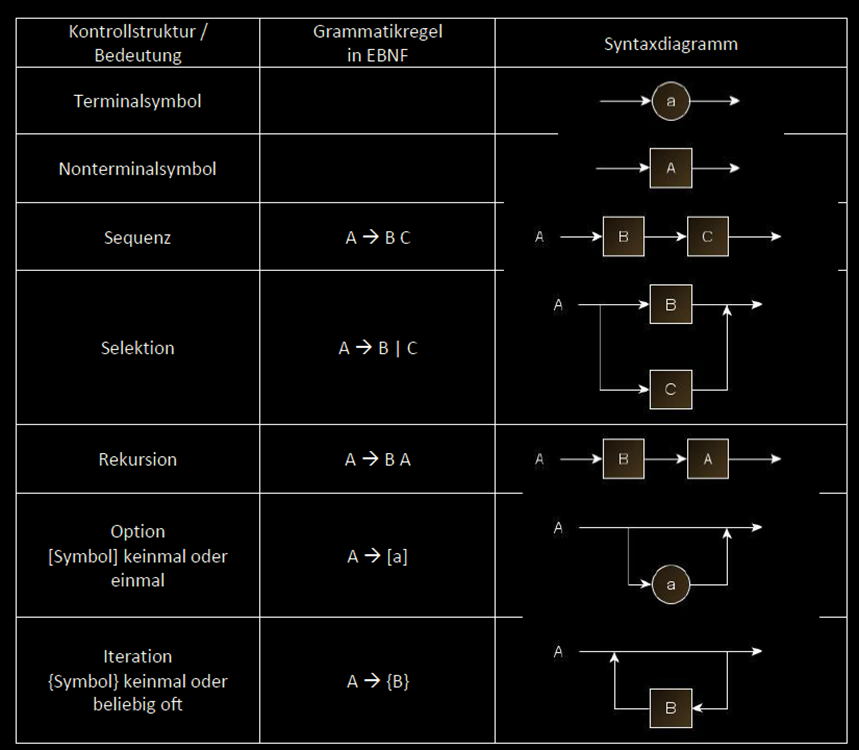 Kontrollstruktur /
Bedeutung
Grammatikregel
in EBNF
Syntaxdiagramm
Terminalsymbol
a
Nonterminalsymbol
A
Sequenz
A → B C
A B C
Selektion
A → B | C
A B
C
Rekursion
A → B A
A B A
Option
[Symbol] keinmal oder
einmal
A → [a]
A
a
Iteration
{Symbol} keinmal oder
beliebig oft
A → {B}
A
B